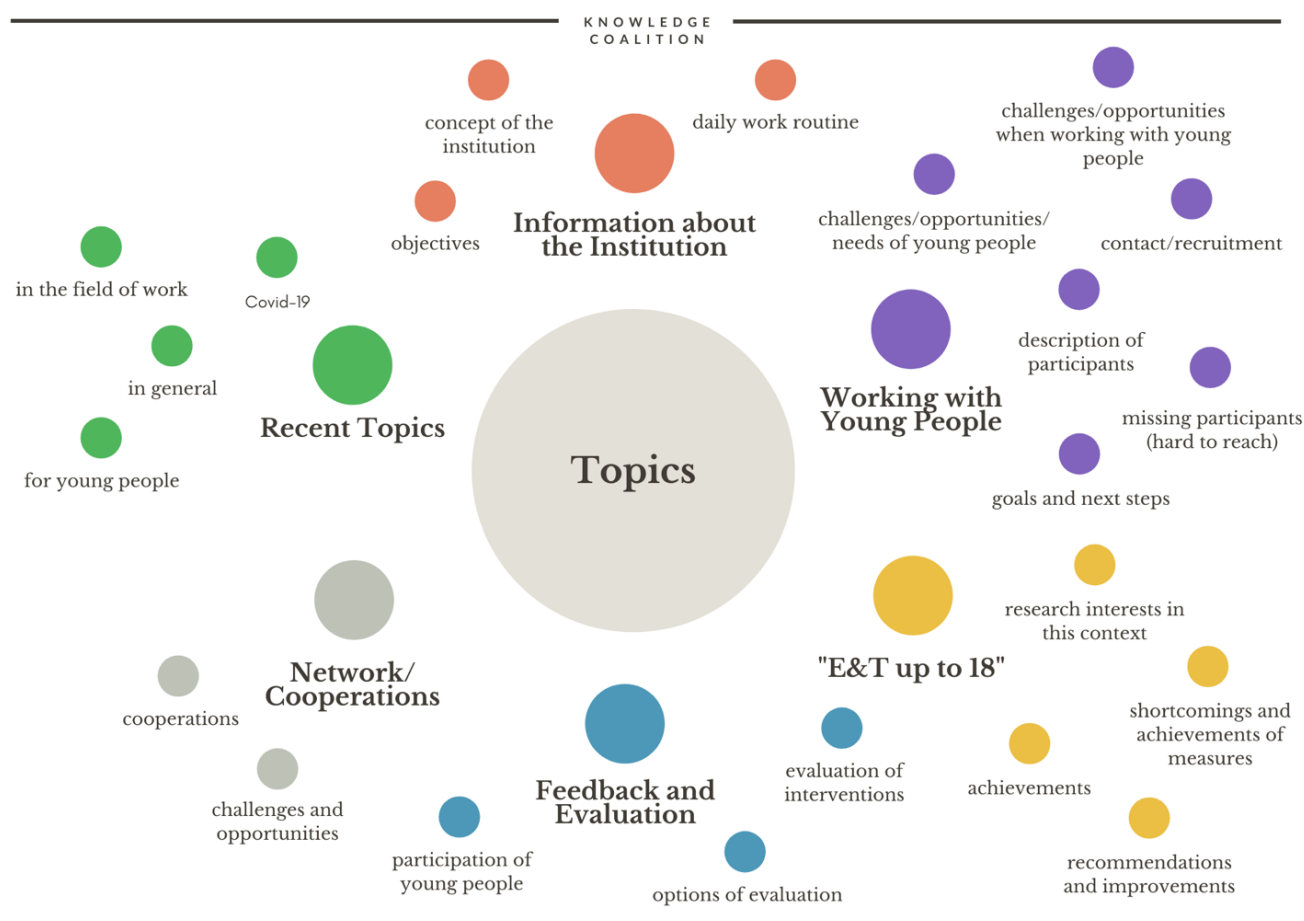 KNOWLEDGE
COALITION
concept of the
institution
daily work routine
objectives
Information about
the Institution
challenges/opportunities
when working with young
people
challenges/opportunities/
needs of young people
contact/recruitment
description of
participants
missing participants
(hard to reach)
goals and next steps
Working with
Young People
in the field of work
Covid-19
in general
for young people
Recent Topics
Topics
Network/
Cooperations
cooperations
challenges and
opportunities
"E&T up to 18"
research interests in
this context
shortcomings and
achievements of
measures
achievements
recommendations
and improvements
Feedback and
Evaluation
evaluation of
interventions
participation of
young people
options of evaluation